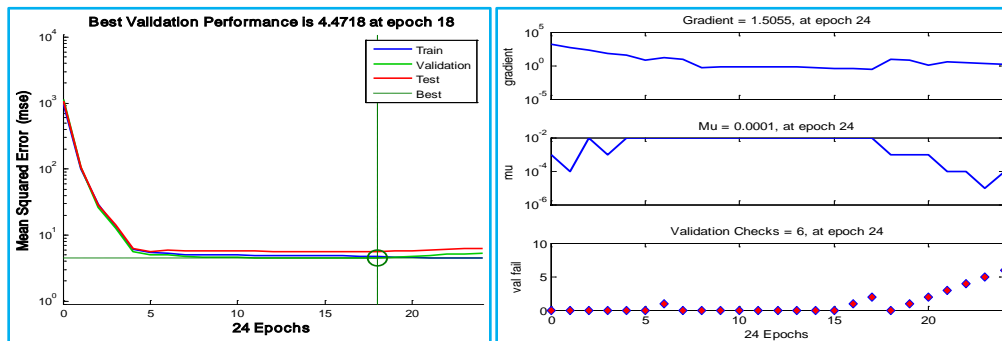 Best Validation Performance is 4.4718 at epoch 18
10^4
10^3
10^2
10^1
10^0
Mean Squared Error (mse)
Train
Validation
Test
Best
0 5 10 15 20
24 Epochs
Gradient = 1.5055, at epoch 24
10^5
10^0
10^-5
gradient
Mu = 0.0001, at epoch 24
10^-2
10^-4
10^-6
mu
Validation Checks = 6, at epoch 24
10
5
0
val fail
0 5 10 15 20
24 Epochs